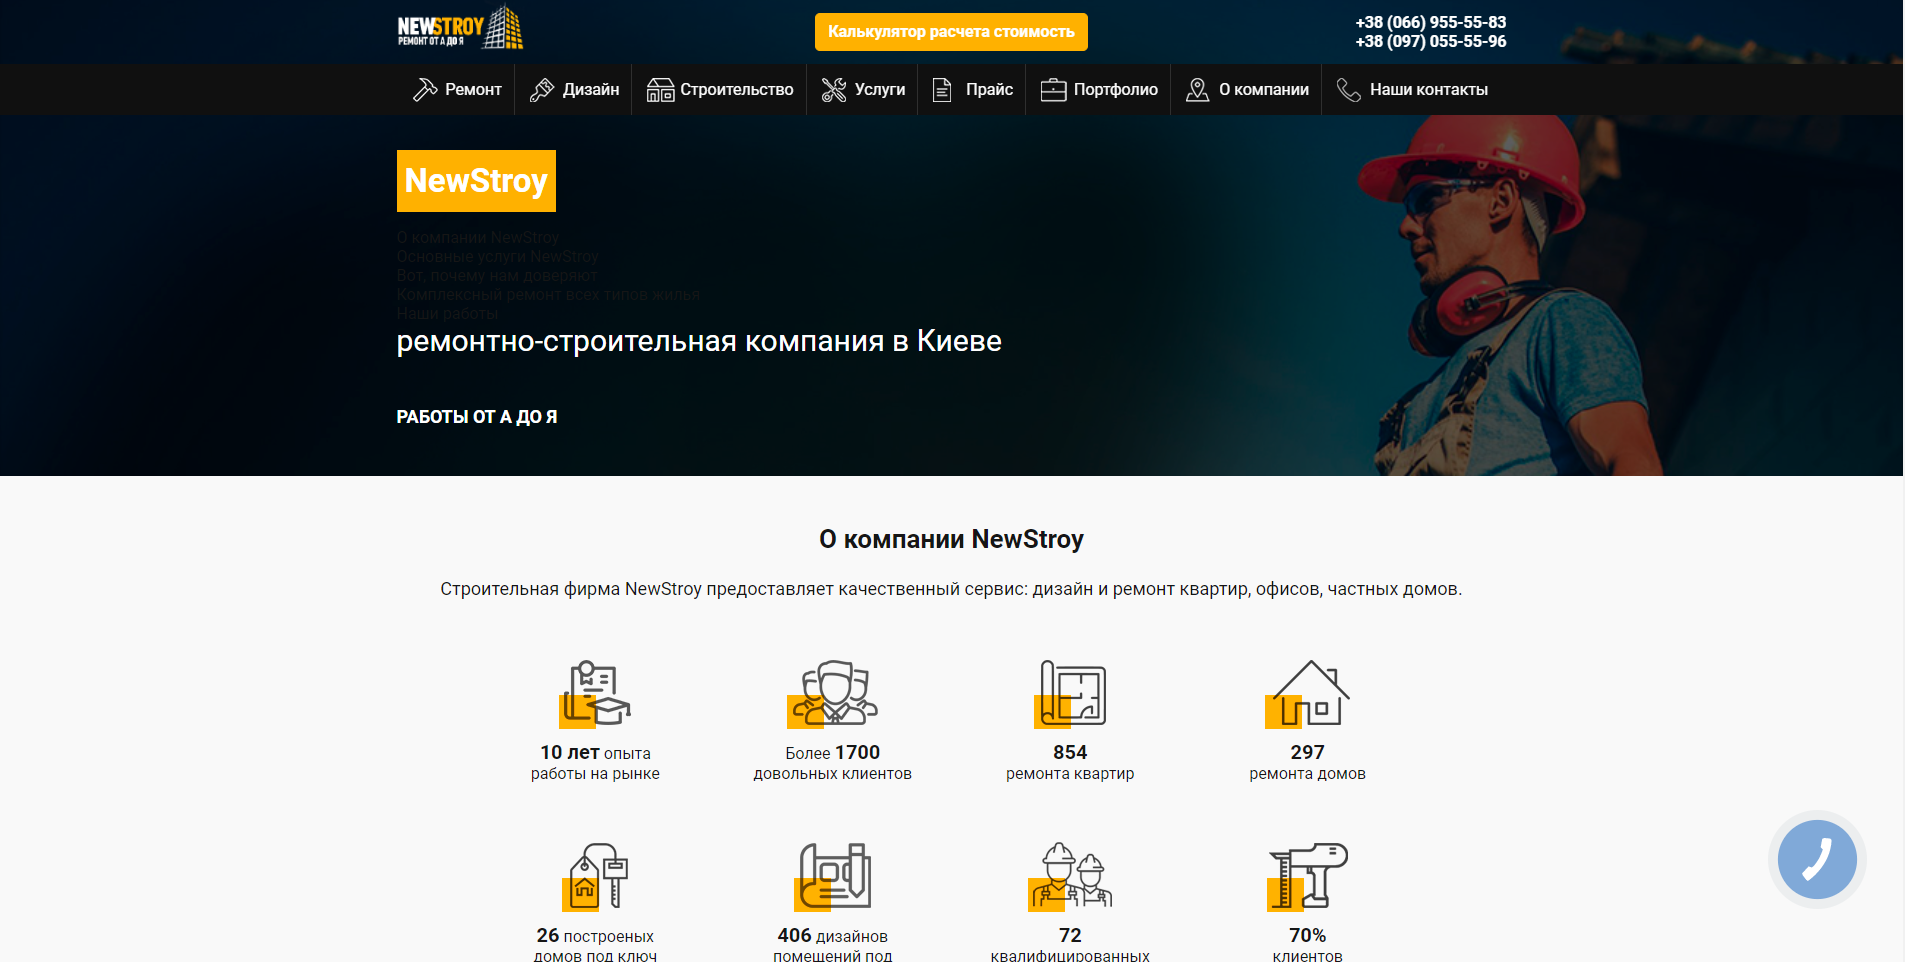 NEWSTROY
РЕМОНТ ОТ А ДО Я
Калькулятор расчета стоимость
+38 (066) 955-55-83
+38 (097) 055-55-96
Ремонт
Дизайн
Строительство
Услуги
Прайс
Портфолио
О компании
Наши контакты
NewStroy
О компании NewStroy
Основные услуги NewStroy
Вот, почему нам доверяют
Комплексный ремонт всех типов жилья
Наши работы
ремонтно-строительная компания в Киеве
РАБОТЫ ОТ А ДО Я
О компании NewStroy
Строительная фирма NewStroy предоставляет качественный сервис: дизайн и ремонт квартир, офисов, частных домов.
10 лет опыта
работы на рынке
Более 1700
довольных клиентов
854
ремонта квартир
297
ремонта домов
26 построеных
домов под ключ
406 дизайнов
помещений под
72
квалифицированных
70%
клиентов